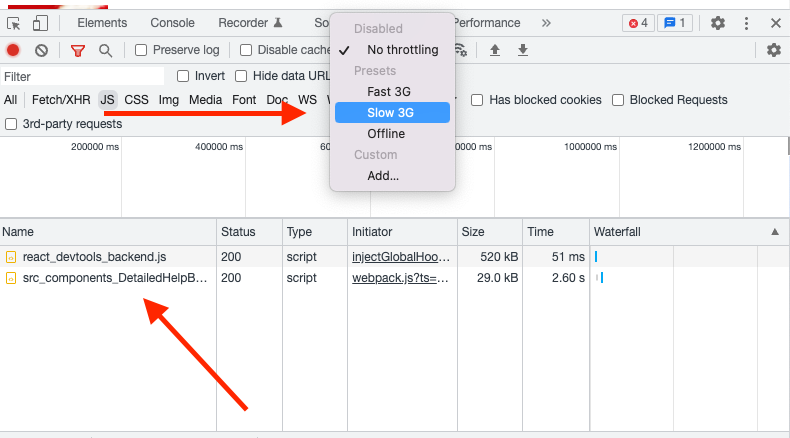 Elements Console Recorder So Performance »  4  1
Disabled
No throttling
Presets
Fast 3G
Slow 3G
Offline
Custom
Add...
Preserve log Disable cache
Filter Invert Hide data URL
All Fetch/XHR JS CSS Img Media Font Doc WS Has blocked cookies Blocked Requests
3rd-party requests
200000 ms 400000 ms 000 ms 1000000 ms 1200000 ms
Name Status Type Initiator Size Time Waterfall
react_devtools_backend.js 200 script injectGlobalHoo... 520 kB 51 ms
src_components_DetailedHelpB... 200 script webpack.js?ts=... 29.0 kB 2.60 s